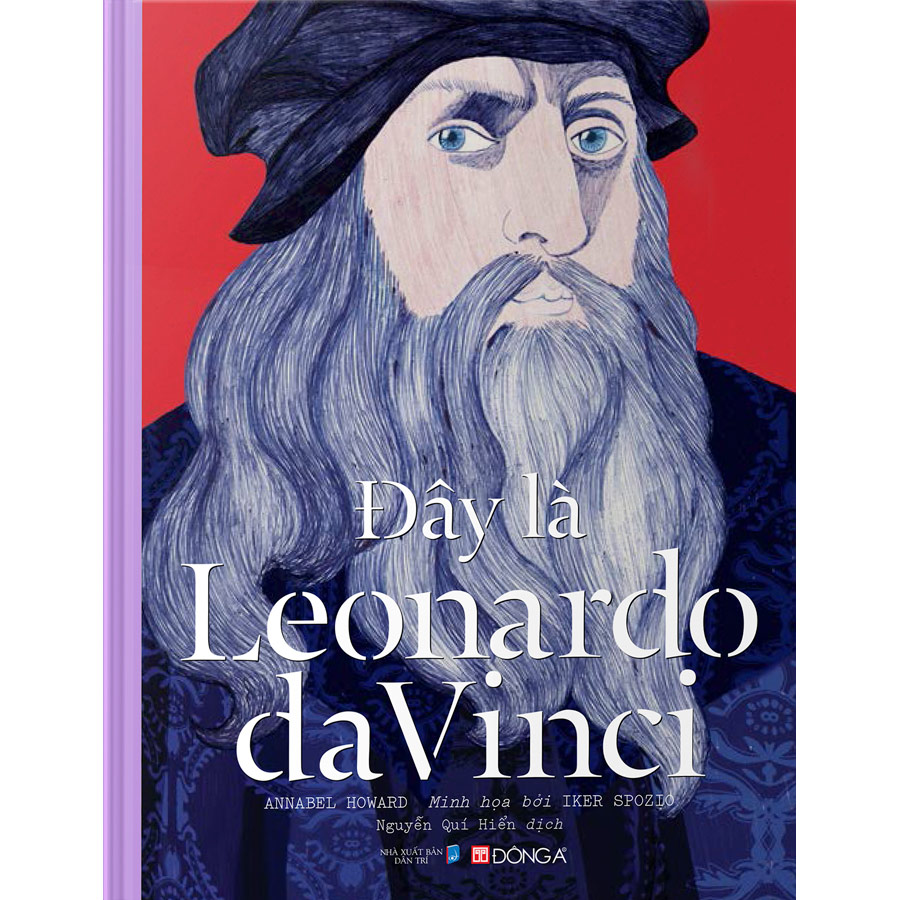 Đây là
Leonardo
daVinci
ANNABEL HOWARD Minh họa bởi IKER SPOZIO
Nguyễn Quí Hiển dịch
NHÀ XUẤT BẢN
DÂN TRÍ
ĐÔNG A®